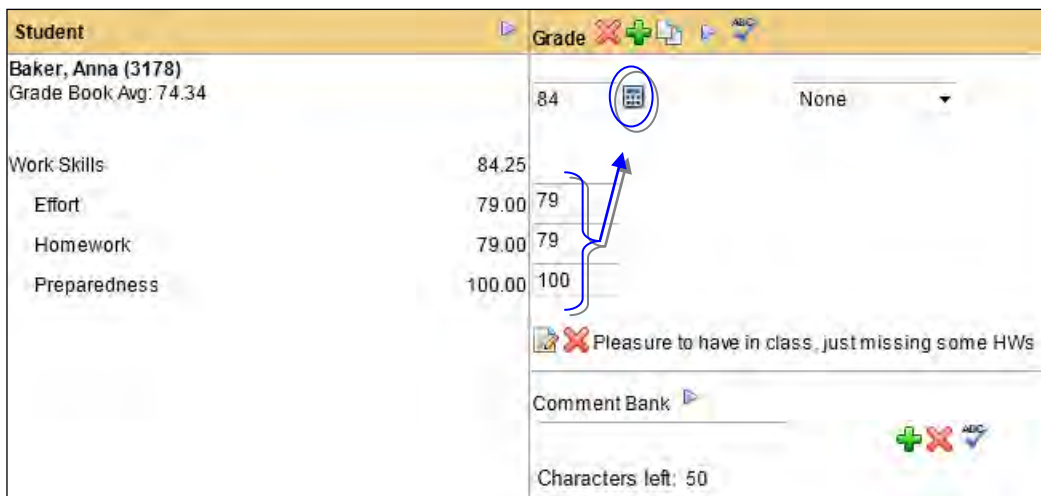 Student
Grade
ABC
Baker, Anna (3178)
Grade Book Avg: 74.34
84
None
Work Skills 84.25
Effort 79.00 79
Homework 79.00 79
Preparedness 100.00 100
Pleasure to have in class, just missing some HWs
Comment Bank
ABC
Characters left: 50